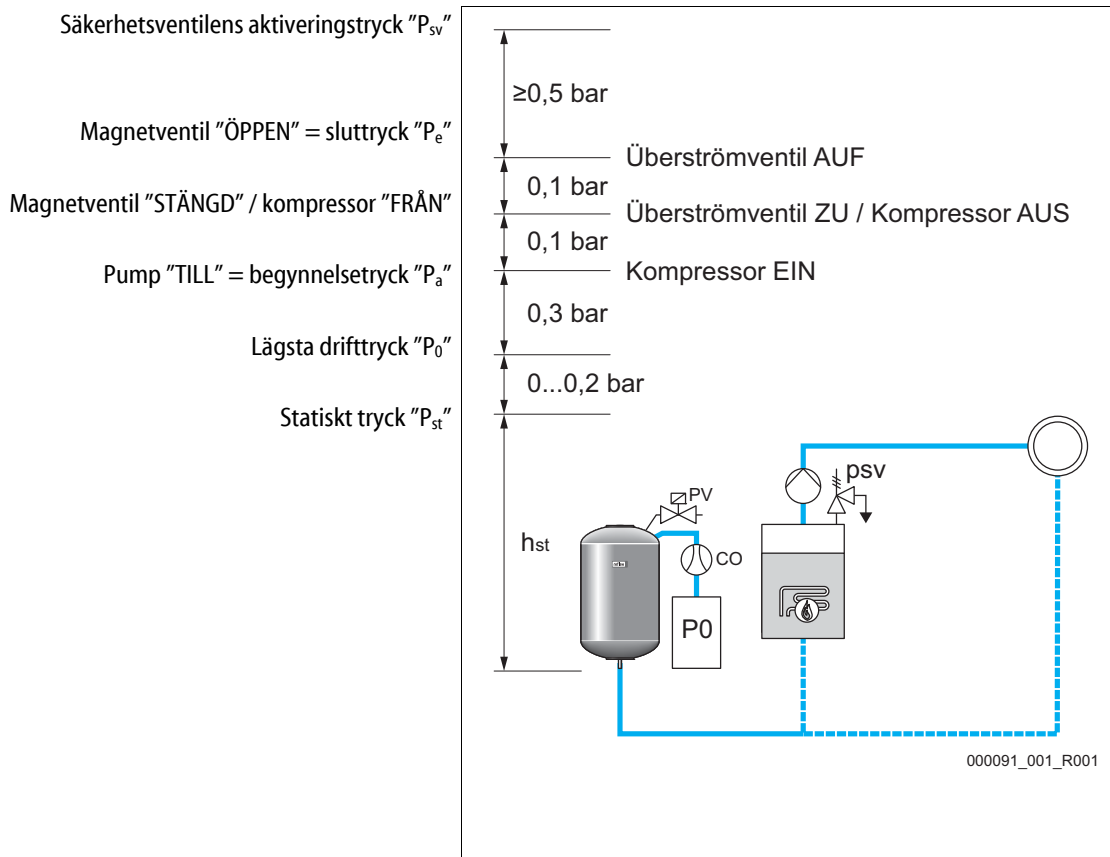 Säkerhetsventilens aktiveringstryck ”Psv”
≥0,5 bar
Magnetventil ”ÖPPEN” = sluttryck ”Pe”
Überströmventil AUF
0,1 bar
Magnetventil ”STÄNGD” / kompressor ”FRÅN”
Überströmventil ZU / Kompressor AUS
0,1 bar
Pump ”TILL” = begynnelsetryck ”Pa”
Kompressor EIN
0,3 bar
Lägsta drifttryck ”P0”
0...0,2 bar
Statiskt tryck ”Pst”
psv
PV
hst
CO
P0
000091_001_R001